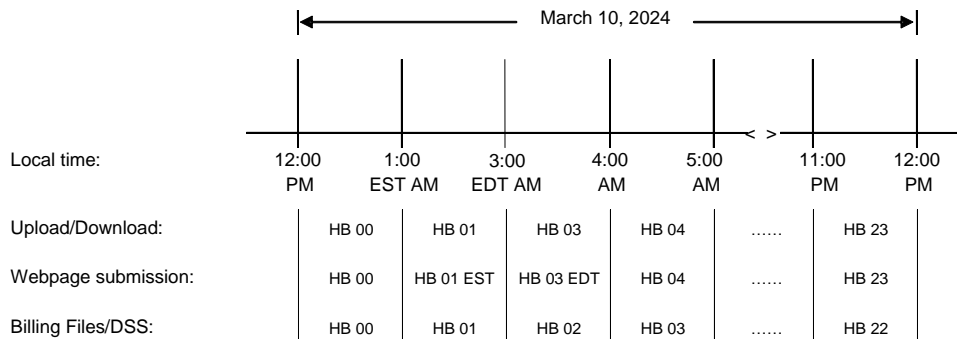 March 10, 2024
< >
Local time: 12:00 1:00 3:00 4:00 5:00 11:00 12:00
PM EST AM EDT AM AM AM PM PM
Upload/Download: HB 00 HB 01 HB 03 HB 04 …… HB 23
Webpage submission: HB 00 HB 01 EST HB 03 EDT HB 04 …… HB 23
Billing Files/DSS: HB 00 HB 01 HB 02 HB 03 …… HB 22